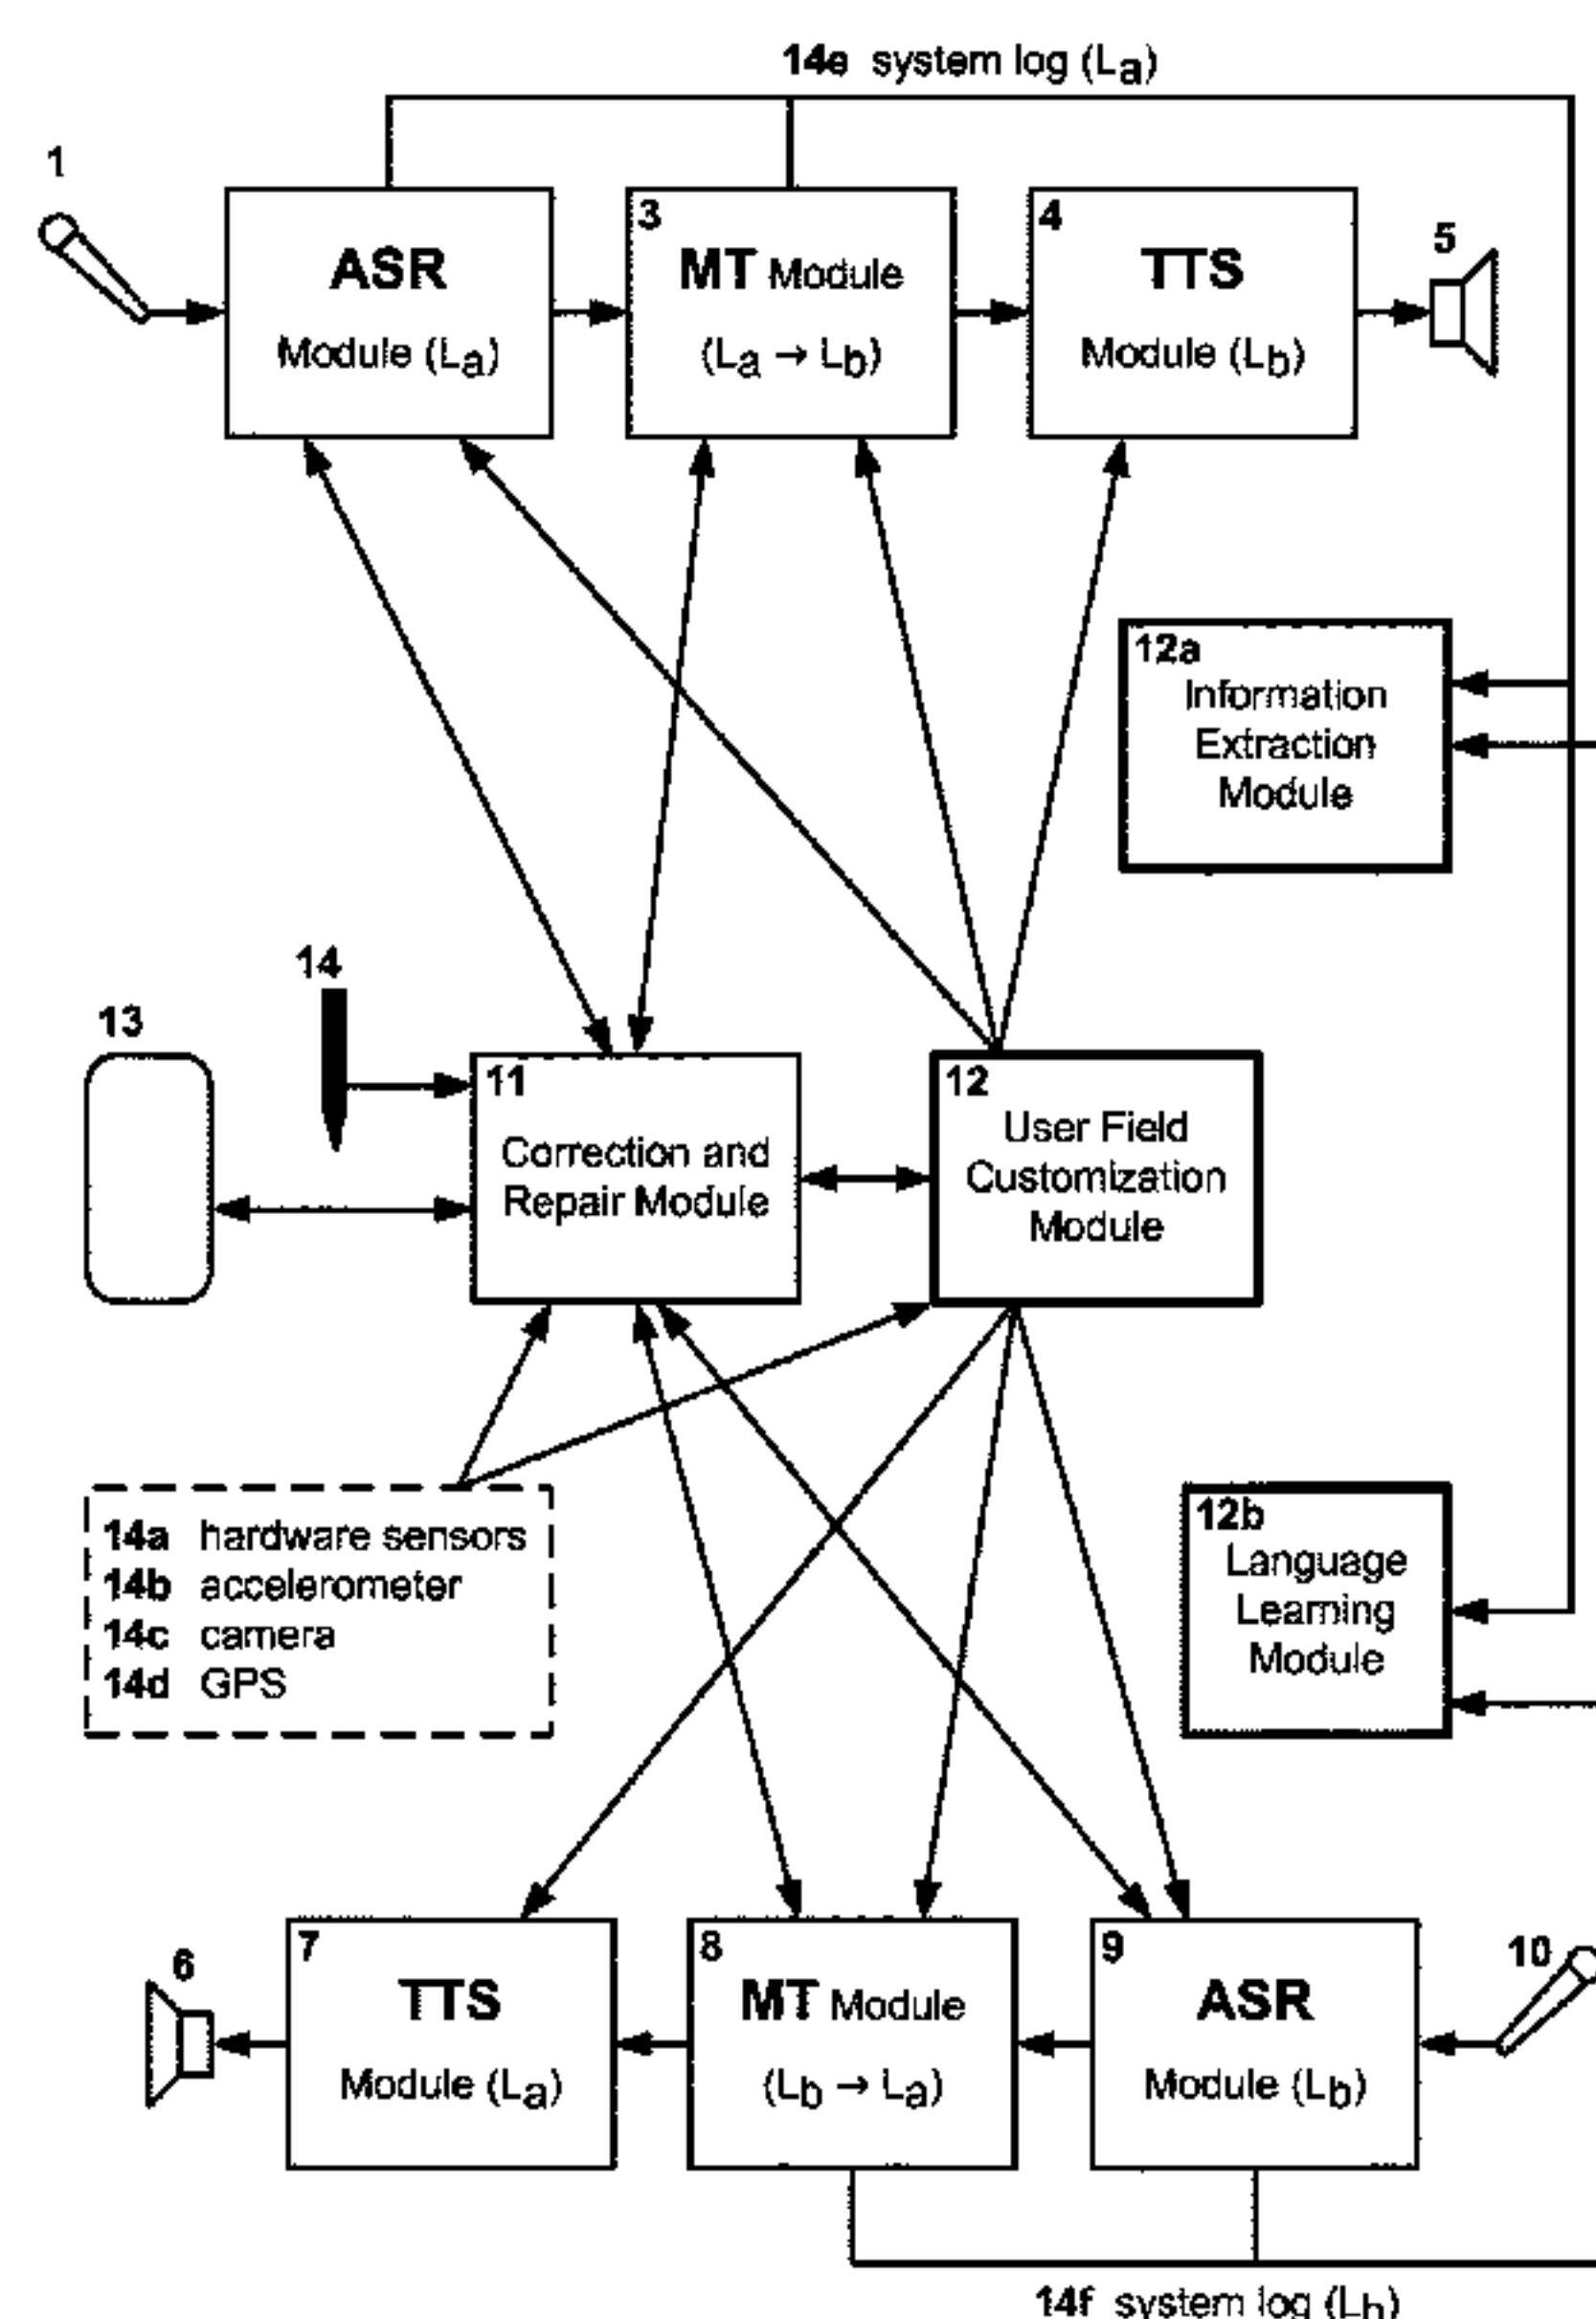 14e system log (La)
1
ASR
Module (La)
3
MT Module
(La → Lb)
4
TTS
Module (Lb)
5
12a
Information
Extraction
Module
14
13
11
Correction and
Repair Module
12
User Field
Customization
Module
14a hardware sensors
14b accelerometer
14c camera
14d GPS
12b
Language
Learning
Module
6
7
TTS
Module (La)
8
MT Module
(Lb → La)
9
ASR
Module (Lb)
10
14f system log (Lb)